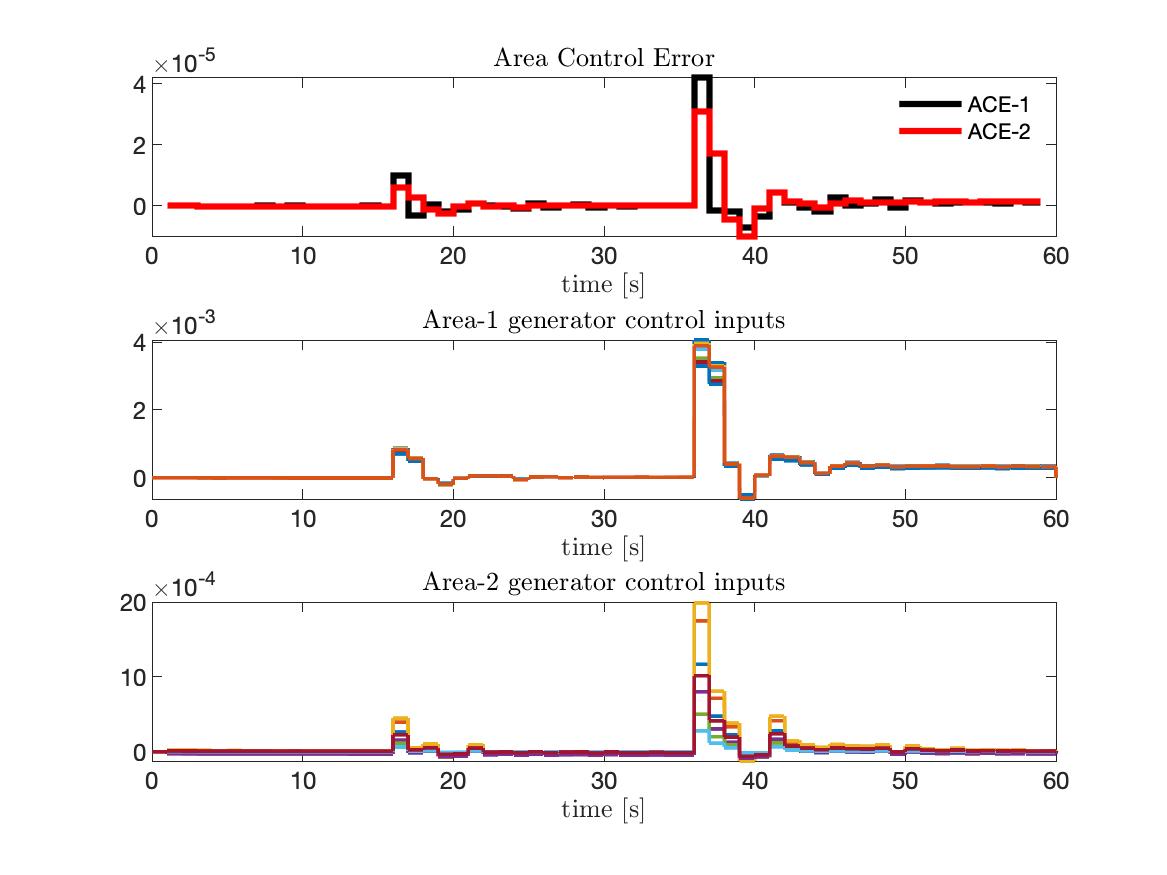 ×10-5
Area Control Error
4
2
0
ACE-1
ACE-2
0 10 20 30 40 50 60
time [s]
×10-3
Area-1 generator control inputs
4
2
0
0 10 20 30 40 50 60
time [s]
×10-4
Area-2 generator control inputs
20
10
0
0 10 20 30 40 50 60
time [s]